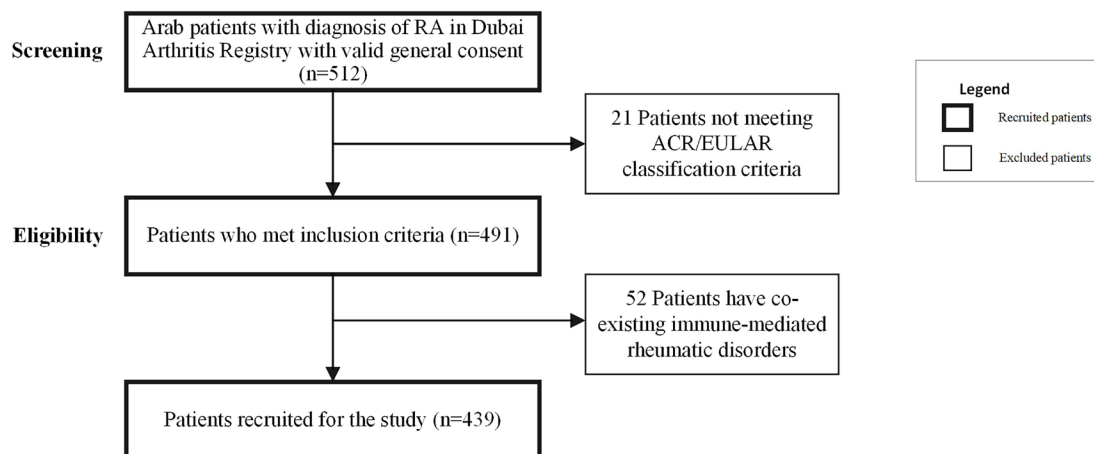 Screening
Arab patients with diagnosis of RA in Dubai
Arthritis Registry with valid general consent
(n=512)
21 Patients not meeting
ACR/EULAR
classification criteria
Legend
Recruited patients
Excluded patients
Eligibility
Patients who met inclusion criteria (n=491)
52 Patients have co-
existing immune-mediated
rheumatic disorders
Patients recruited for the study (n=439)